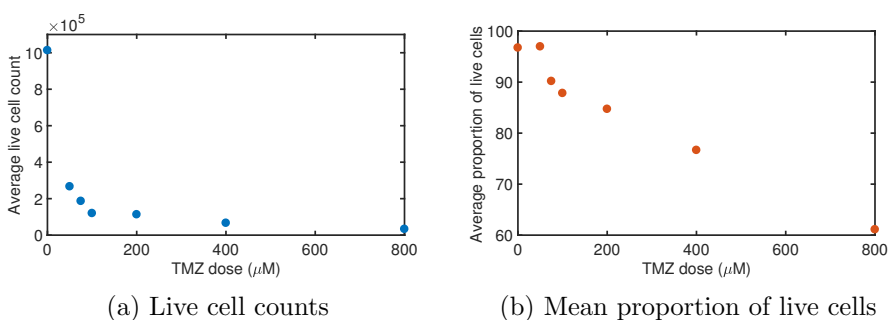 ×10⁵
10
8
6
4
2
0
Average live cell count
0 200 400 600 800
TMZ dose (μM)
(a) Live cell counts
100
90
80
70
60
Average proportion of live cells
0 200 400 600 800
TMZ dose (μM)
(b) Mean proportion of live cells